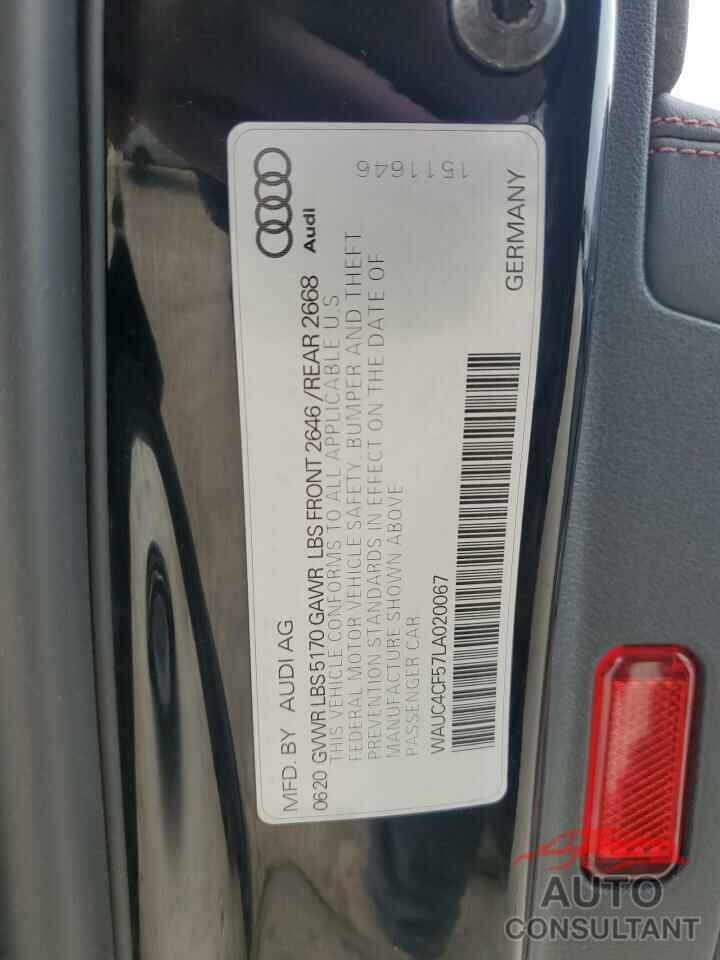 MFD. BY AUDI AG
0620 GVWR LBS 5170 GAWR LBS FRONT 2646 / REAR 2668
THIS VEHICLE CONFORMS TO ALL APPLICABLE U.S
FEDERAL MOTOR VEHICLE SAFETY, BUMPER AND THEFT
PREVENTION STANDARDS IN EFFECT ON THE DATE OF
MANUFACTURE SHOWN ABOVE
PASSENGER CAR
WAUC4CF57LA020067
GERMANY
Audi
1511646
AUTO
CONSULTANT